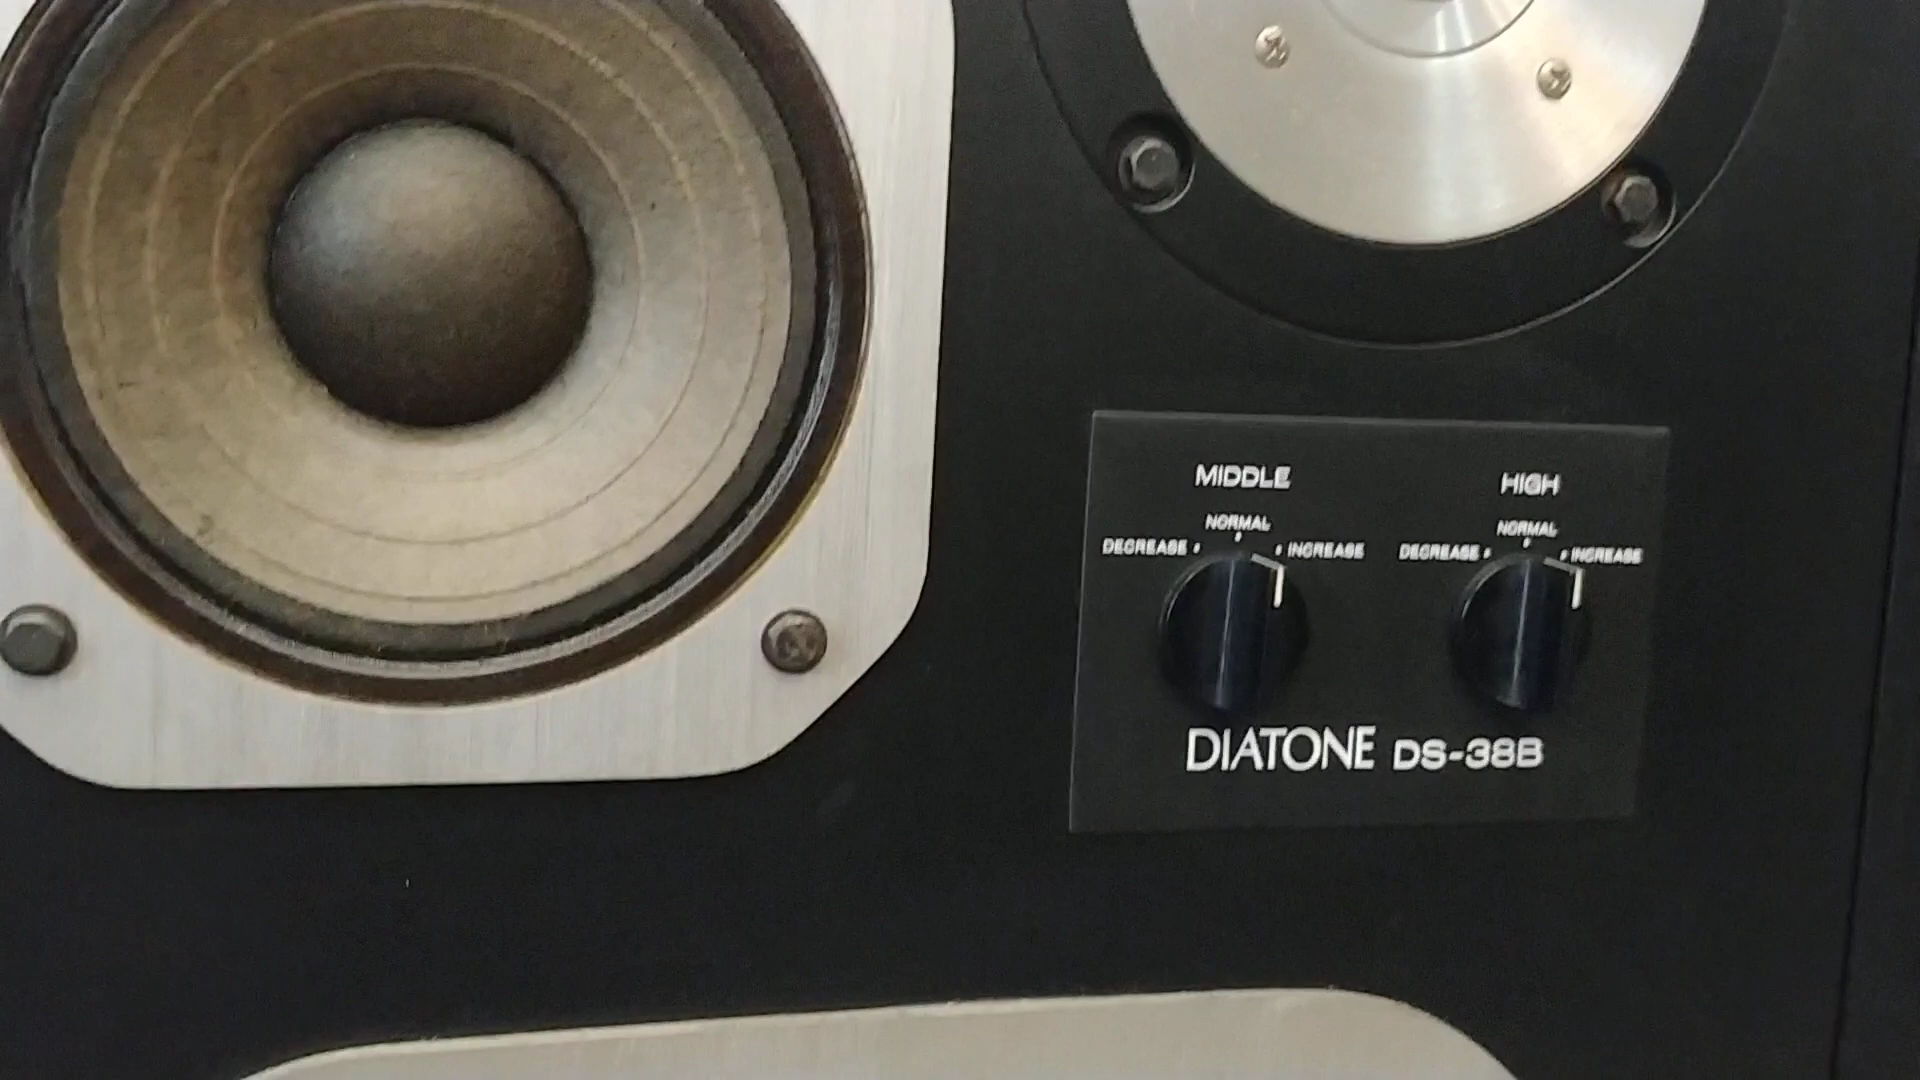 MIDDLE HIGH
NORMAL NORMAL
DECREASE INCREASE DECREASE INCREASE
DIATONE DS-38B